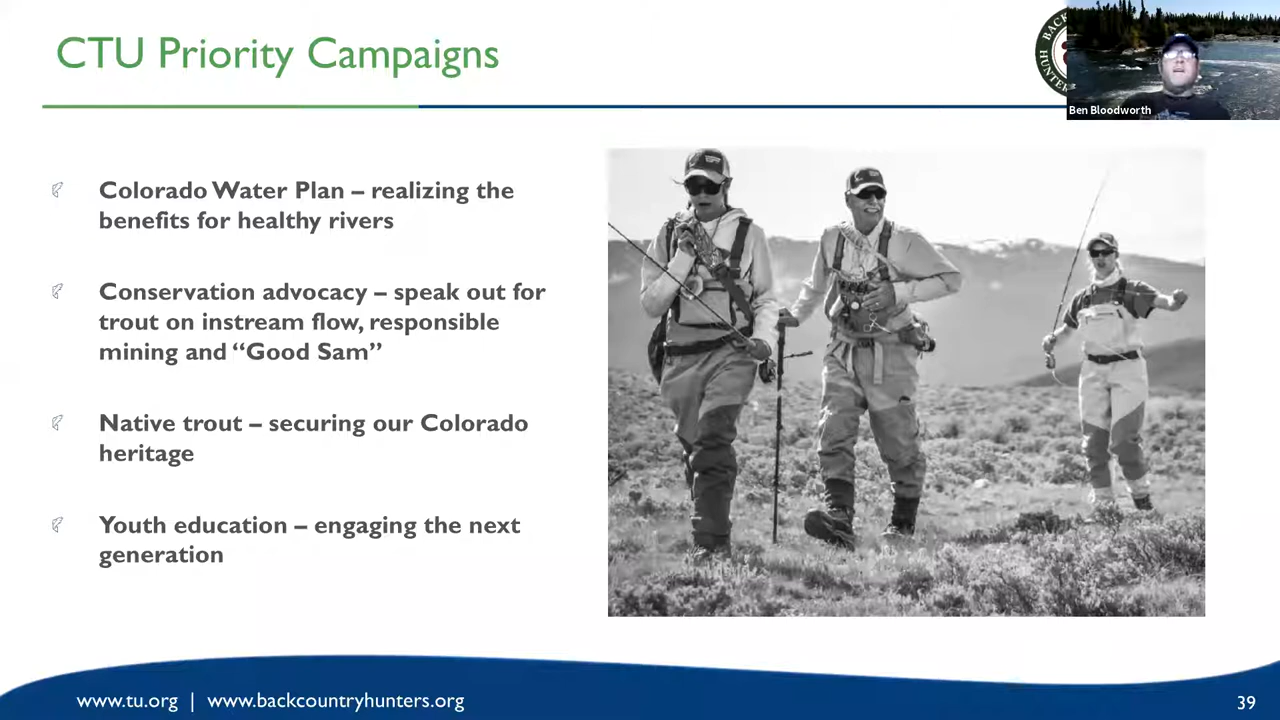 CTU Priority Campaigns
BACK
HUNTER
Ben Bloodworth
Colorado Water Plan – realizing the
benefits for healthy rivers
Conservation advocacy – speak out for
trout on instream flow, responsible
mining and “Good Sam”
Native trout – securing our Colorado
heritage
Youth education – engaging the next
generation
www.tu.org | www.backcountryhunters.org
39